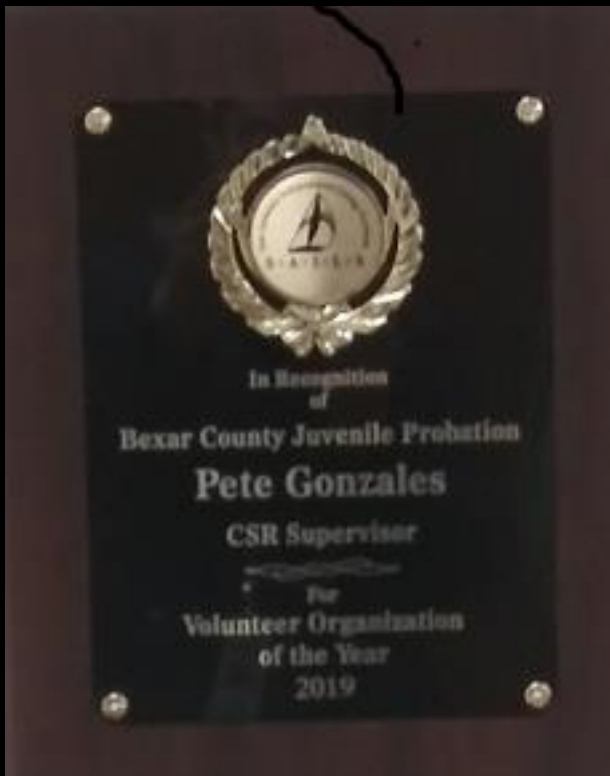 In Recognition
of
Bexar County Juvenile Probation
Pete Gonzales
CSR Supervisor
For
Volunteer Organization
of the Year
2019